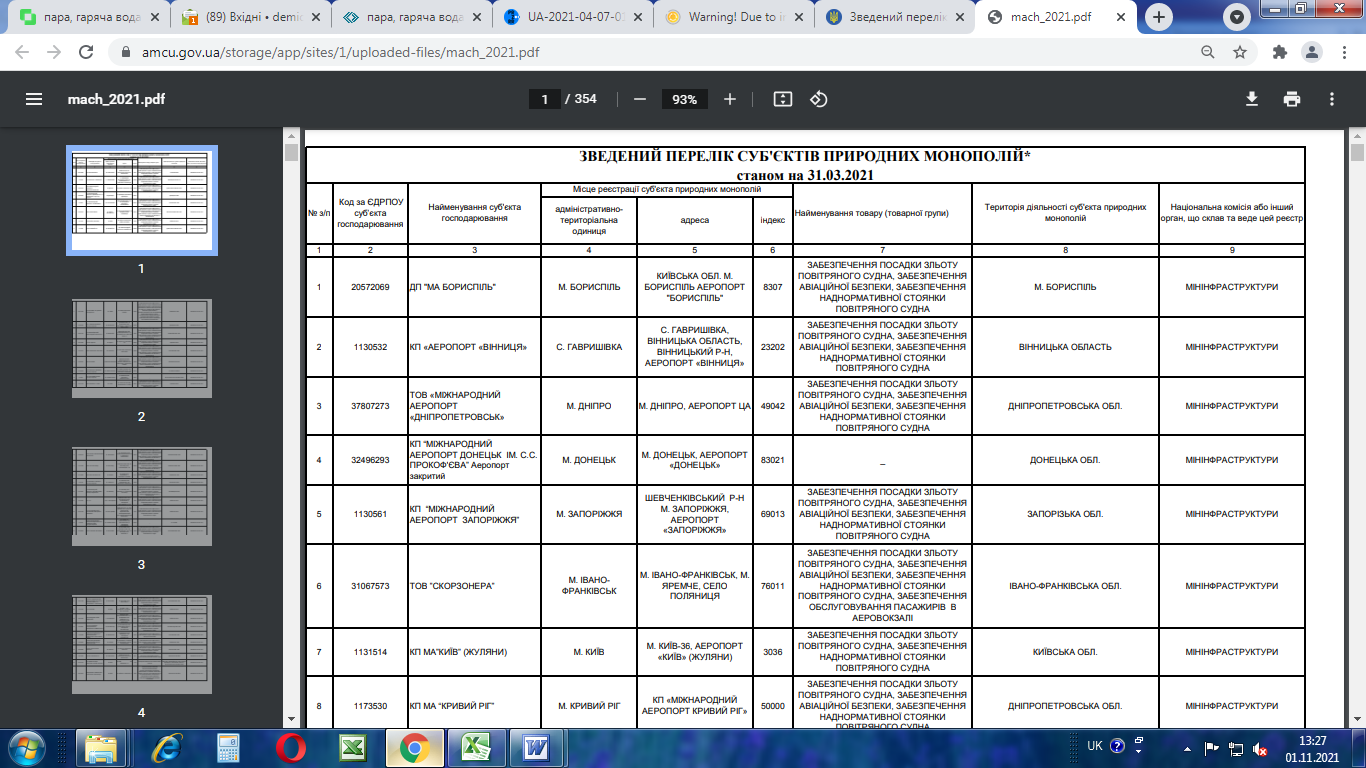 пара, гаряча вода
(89) Вхідні • demid
пара, гаряча вода
UA-2021-04-07-0
Warning! Due to in
Зведений перелік
mach_2021.pdf
amcu.gov.ua/storage/app/sites/1/uploaded-files/mach_2021.pdf
mach_2021.pdf
1 / 354
93%
1
2
3
4
ЗВЕДЕНИЙ ПЕРЕЛІК СУБ'ЄКТІВ ПРИРОДНИХ МОНОПОЛІЙ*
станом на 31.03.2021
№ з/п
Код за ЄДРПОУ
суб'єкта
господарювання
Найменування суб'єкта
господарювання
Місце реєстрації суб'єкта природних монополій
адміністративно-
територіальна
одиниця
адреса
індекс
Найменування товару (товарної групи)
Територія діяльності суб'єкта природних
монополій
Національна комісія або інший
орган, що склав та веде цей реєстр
1 2 3 4 5 6 7 8 9
1
20572069
ДП "МА БОРИСПІЛЬ"
М. БОРИСПІЛЬ
КИЇВСЬКА ОБЛ. М.
БОРИСПІЛЬ АЕРОПОРТ
"БОРИСПІЛЬ"
8307
ЗАБЕЗПЕЧЕННЯ ПОСАДКИ ЗЛЬОТУ
ПОВІТРЯНОГО СУДНА, ЗАБЕЗПЕЧЕННЯ
АВІАЦІЙНОЇ БЕЗПЕКИ, ЗАБЕЗПЕЧЕННЯ
НАДНОРМАТИВНОЇ СТОЯНКИ
ПОВІТРЯНОГО СУДНА
М. БОРИСПІЛЬ
МІНІНФРАСТРУКТУРИ
2
1130532
КП «АЕРОПОРТ «ВІННИЦЯ»
С. ГАВРИШІВКА
С. ГАВРИШІВКА,
ВІННИЦЬКА ОБЛАСТЬ,
ВІННИЦЬКИЙ Р-Н,
АЕРОПОРТ «ВІННИЦЯ»
23202
ЗАБЕЗПЕЧЕННЯ ПОСАДКИ ЗЛЬОТУ
ПОВІТРЯНОГО СУДНА, ЗАБЕЗПЕЧЕННЯ
АВІАЦІЙНОЇ БЕЗПЕКИ, ЗАБЕЗПЕЧЕННЯ
НАДНОРМАТИВНОЇ СТОЯНКИ
ПОВІТРЯНОГО СУДНА
ВІННИЦЬКА ОБЛАСТЬ
МІНІНФРАСТРУКТУРИ
3
37807273
ТОВ «МІЖНАРОДНИЙ
АЕРОПОРТ
«ДНІПРОПЕТРОВСЬК»
М. ДНІПРО
М. ДНІПРО, АЕРОПОРТ ЦА
49042
ЗАБЕЗПЕЧЕННЯ ПОСАДКИ ЗЛЬОТУ
ПОВІТРЯНОГО СУДНА, ЗАБЕЗПЕЧЕННЯ
АВІАЦІЙНОЇ БЕЗПЕКИ, ЗАБЕЗПЕЧЕННЯ
НАДНОРМАТИВНОЇ СТОЯНКИ
ПОВІТРЯНОГО СУДНА
ДНІПРОПЕТРОВСЬКА ОБЛ.
МІНІНФРАСТРУКТУРИ
4
32496293
КП "МІЖНАРОДНИЙ
АЕРОПОРТ ДОНЕЦЬК ІМ. С.С.
ПРОКОФ'ЄВА" Аеропорт
закритий
М. ДОНЕЦЬК
М. ДОНЕЦЬК, АЕРОПОРТ
«ДОНЕЦЬК»
83021
_
ДОНЕЦЬКА ОБЛ.
МІНІНФРАСТРУКТУРИ
5
1130561
КП "МІЖНАРОДНИЙ
АЕРОПОРТ ЗАПОРІЖЖЯ"
М. ЗАПОРІЖЖЯ
ШЕВЧЕНКІВСЬКИЙ Р-Н
М. ЗАПОРІЖЖЯ,
АЕРОПОРТ
«ЗАПОРІЖЖЯ»
69013
ЗАБЕЗПЕЧЕННЯ ПОСАДКИ ЗЛЬОТУ
ПОВІТРЯНОГО СУДНА, ЗАБЕЗПЕЧЕННЯ
АВІАЦІЙНОЇ БЕЗПЕКИ, ЗАБЕЗПЕЧЕННЯ
НАДНОРМАТИВНОЇ СТОЯНКИ
ПОВІТРЯНОГО СУДНА
ЗАПОРІЗЬКА ОБЛ.
МІНІНФРАСТРУКТУРИ
6
31067573
ТОВ "СКОРЗОНЕРА"
М. ІВАНО-
ФРАНКІВСЬК
М. ІВАНО-ФРАНКІВСЬК, М.
ЯРЕМЧЕ, СЕЛО
ПОЛЯНИЦЯ
76011
ЗАБЕЗПЕЧЕННЯ ПОСАДКИ ЗЛЬОТУ
ПОВІТРЯНОГО СУДНА, ЗАБЕЗПЕЧЕННЯ
АВІАЦІЙНОЇ БЕЗПЕКИ, ЗАБЕЗПЕЧЕННЯ
НАДНОРМАТИВНОЇ СТОЯНКИ
ПОВІТРЯНОГО СУДНА, ЗАБЕЗПЕЧЕННЯ
ОБСЛУГОВУВАННЯ ПАСАЖИРІВ В
АЕРОВОКЗАЛІ
ІВАНО-ФРАНКІВСЬКА ОБЛ.
МІНІНФРАСТРУКТУРИ
7
1131514
КП МА"КИЇВ" (ЖУЛЯНИ)
М. КИЇВ
М. КИЇВ-36, АЕРОПОРТ
«КИЇВ» (ЖУЛЯНИ)
3036
ЗАБЕЗПЕЧЕННЯ ПОСАДКИ ЗЛЬОТУ
ПОВІТРЯНОГО СУДНА, ЗАБЕЗПЕЧЕННЯ
НАДНОРМАТИВНОЇ СТОЯНКИ
ПОВІТРЯНОГО СУДНА
КИЇВСЬКА ОБЛ.
МІНІНФРАСТРУКТУРИ
8
1173530
КП МА "КРИВИЙ РІГ"
М. КРИВИЙ РІГ
КП «МІЖНАРОДНИЙ
АЕРОПОРТ КРИВИЙ РІГ»
50000
ЗАБЕЗПЕЧЕННЯ ПОСАДКИ ЗЛЬОТУ
ПОВІТРЯНОГО СУДНА, ЗАБЕЗПЕЧЕННЯ
АВІАЦІЙНОЇ БЕЗПЕКИ, ЗАБЕЗПЕЧЕННЯ
НАДНОРМАТИВНОЇ СТОЯНКИ
ПОВІТРЯНОГО СУДНА
ДНІПРОПЕТРОВСЬКА ОБЛ.
МІНІНФРАСТРУКТУРИ
UK
13:27
01.11.2021